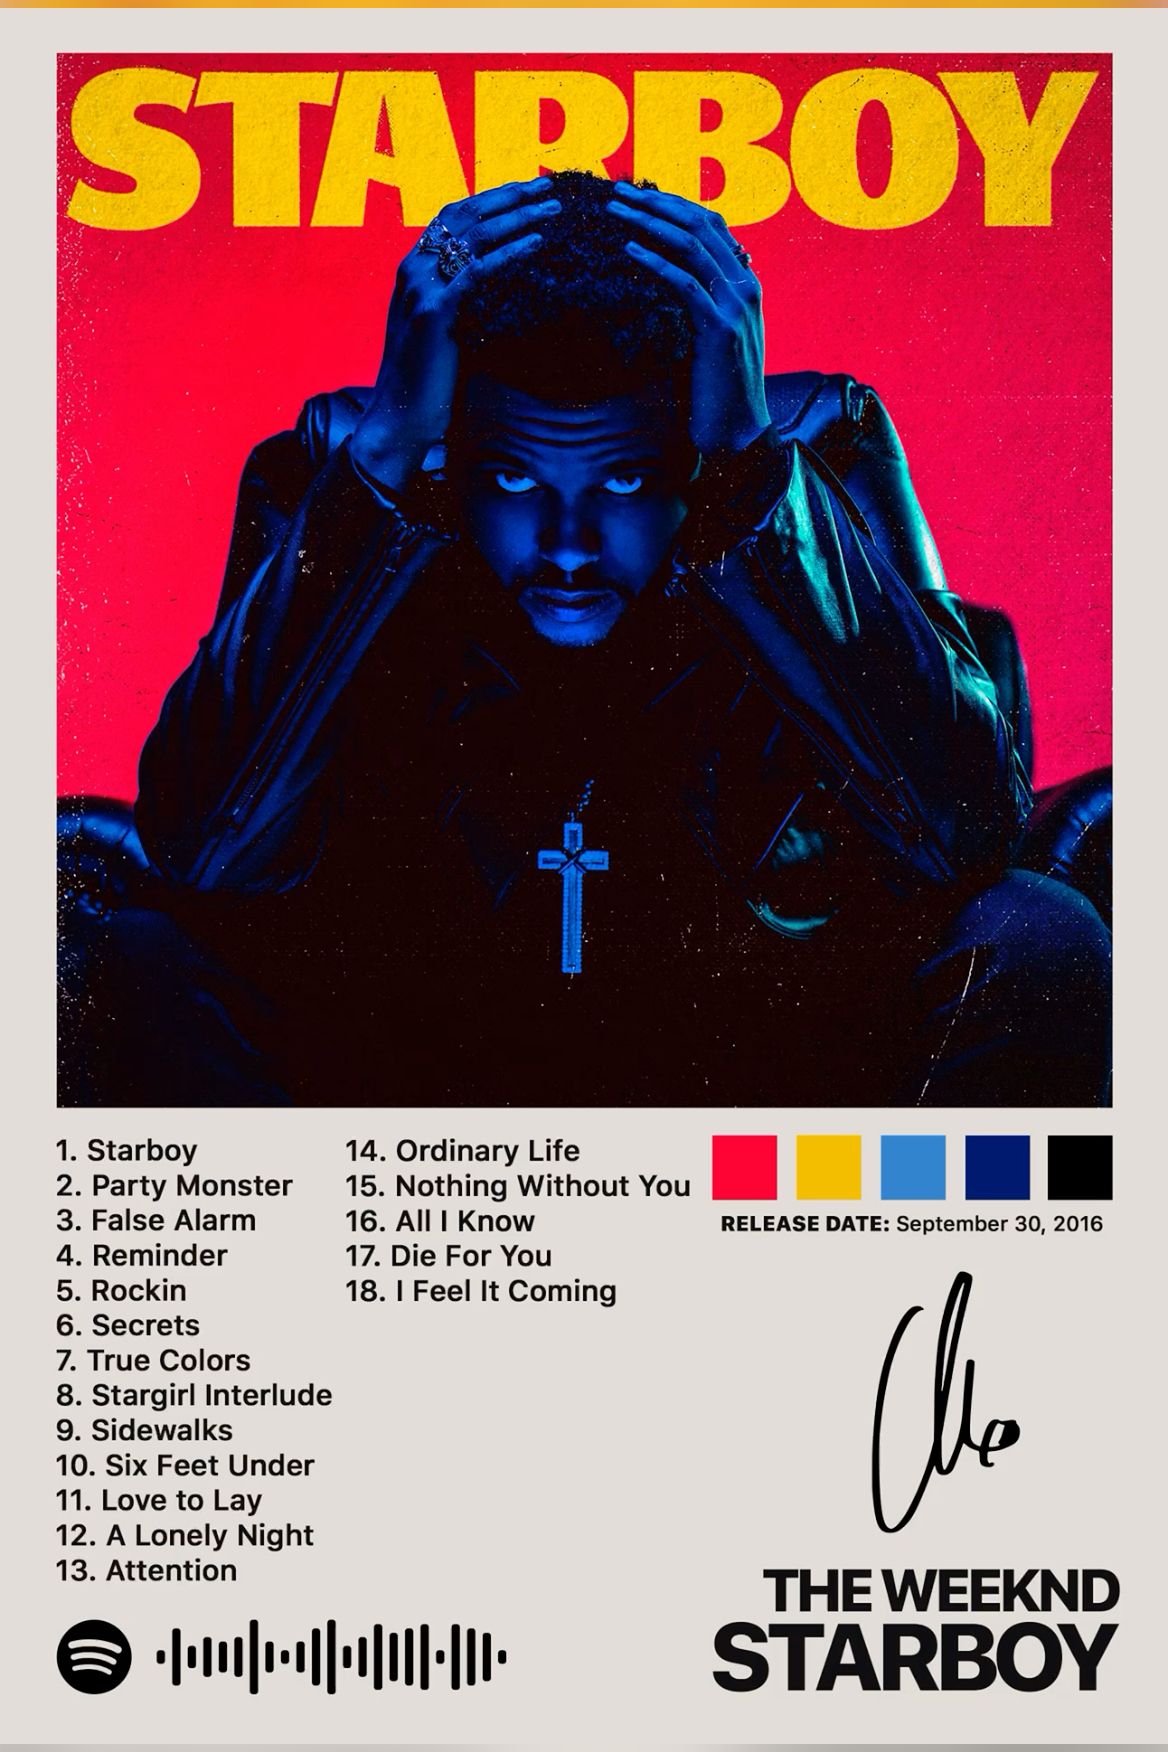 STARBOY
1. Starboy
2. Party Monster
3. False Alarm
4. Reminder
5. Rockin
6. Secrets
7. True Colors
8. Stargirl Interlude
9. Sidewalks
10. Six Feet Under
11. Love to Lay
12. A Lonely Night
13. Attention
14. Ordinary Life
15. Nothing Without You
16. All I Know
17. Die For You
18. I Feel It Coming
RELEASE DATE: September 30, 2016
THE WEEKND
STARBOY